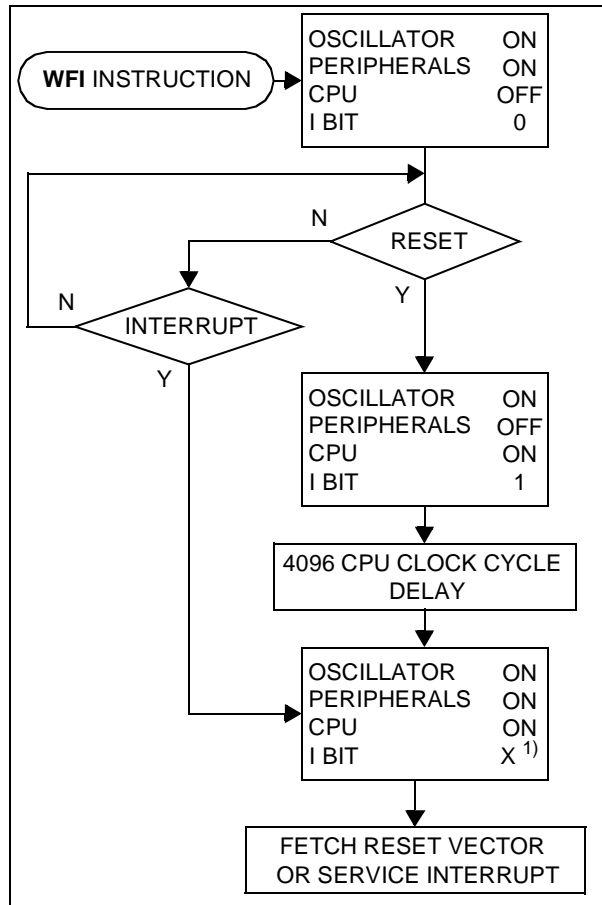 WFI INSTRUCTION
OSCILLATOR ON
PERIPHERALS ON
CPU OFF
I BIT 0
N
RESET
Y
N
INTERRUPT
Y
OSCILLATOR ON
PERIPHERALS OFF
CPU ON
I BIT 1
4096 CPU CLOCK CYCLE
DELAY
OSCILLATOR ON
PERIPHERALS ON
CPU ON
I BIT X 1)
FETCH RESET VECTOR
OR SERVICE INTERRUPT